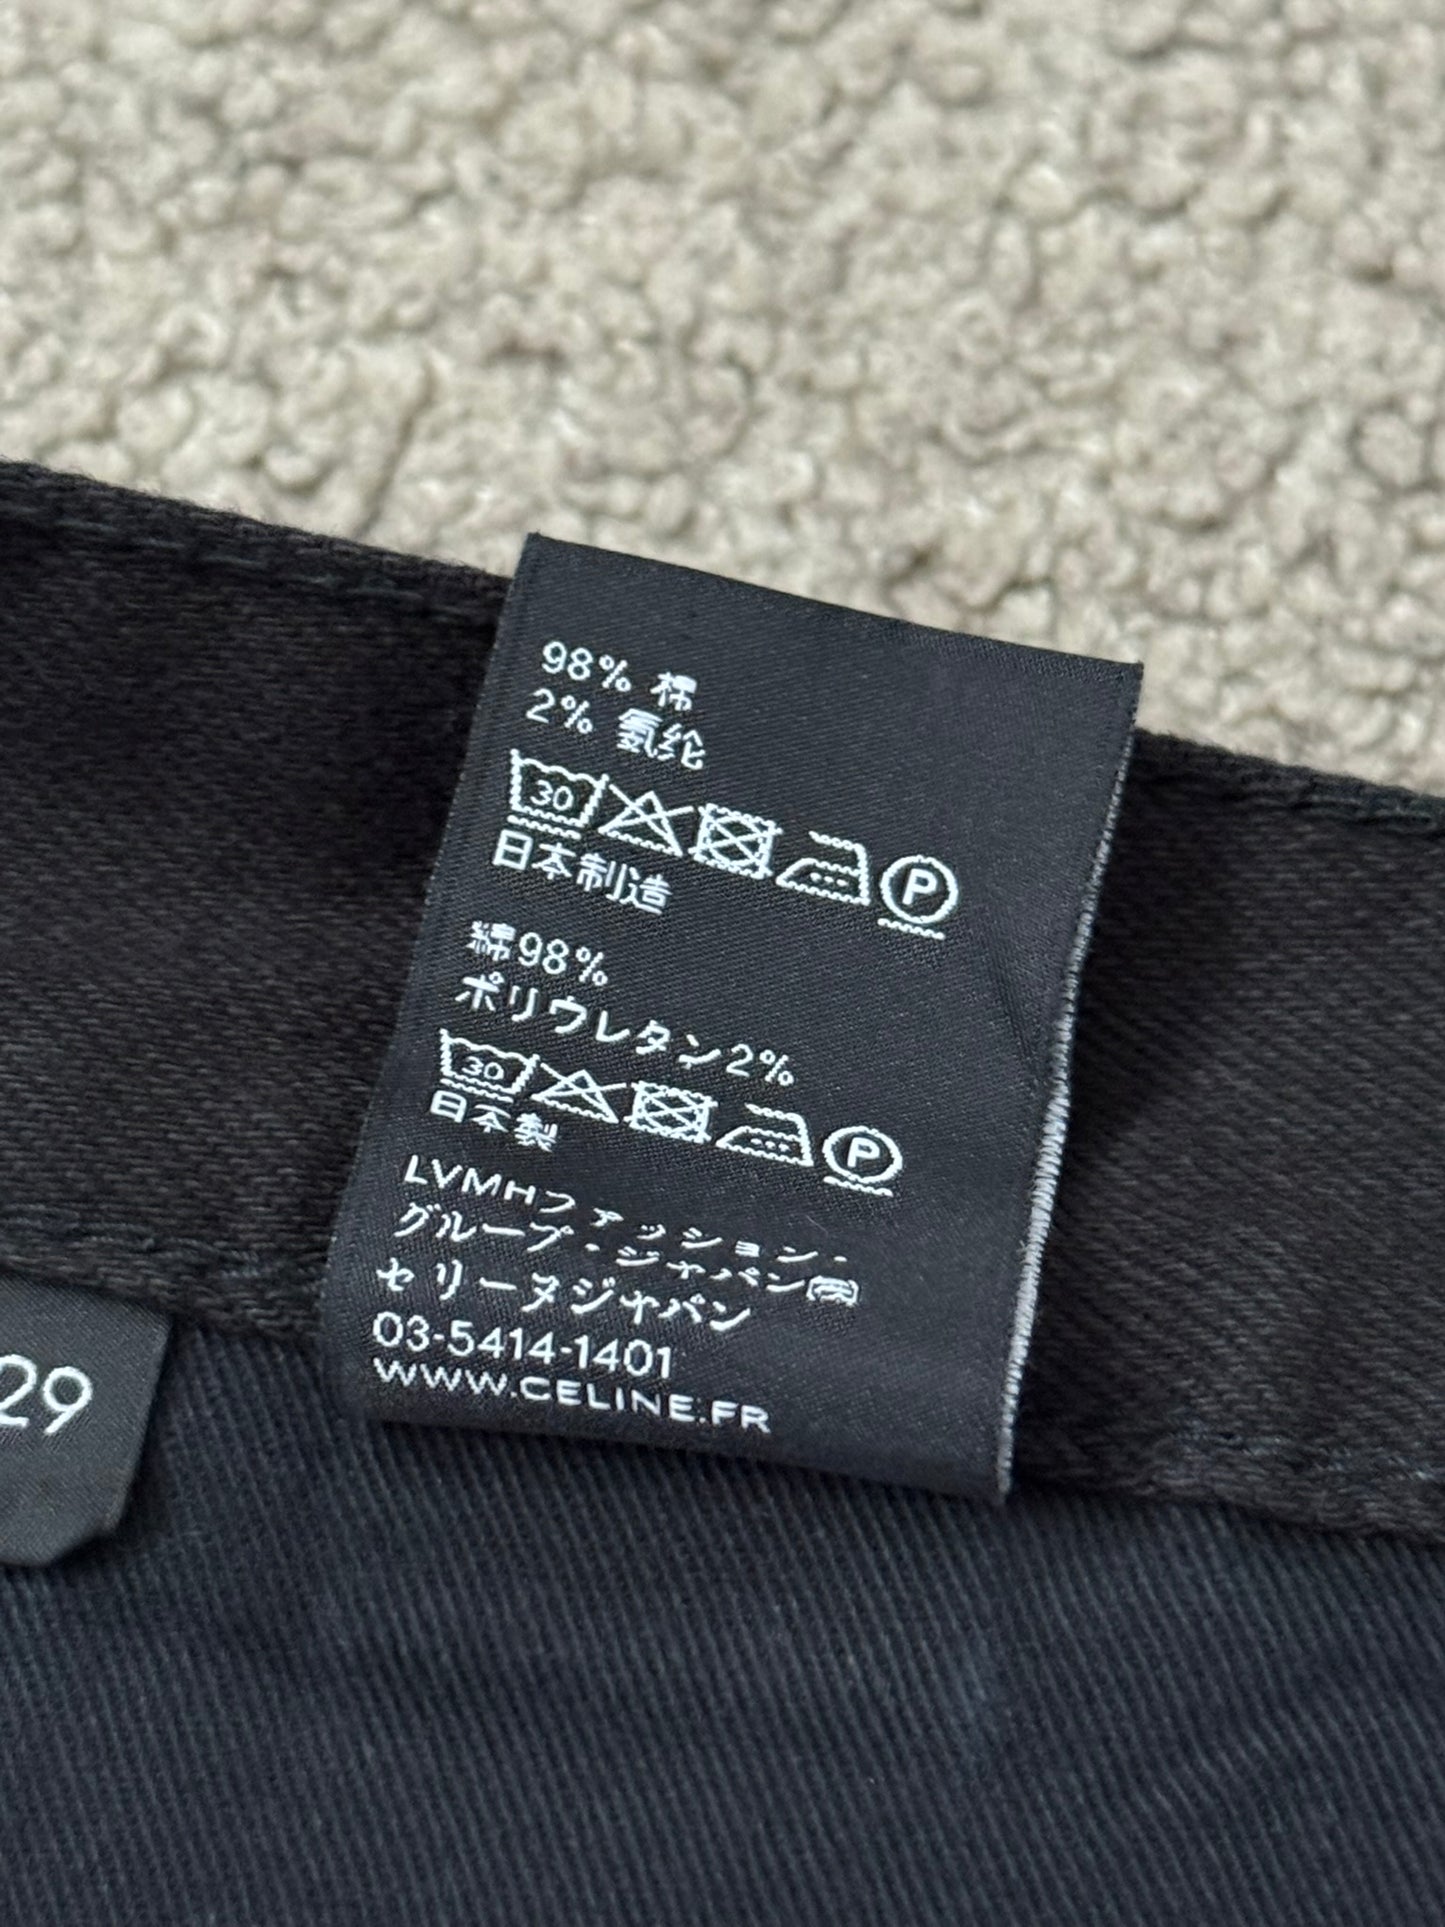 98% 棉
2% 氨纶
30 P
日本制造
綿98%
ポリウレタン2%
30 P
日本製
LVMHファッション・
グループ・ジャパン㈱
セリーヌジャパン
03-5414-1401
WWW.CELINE.FR
29